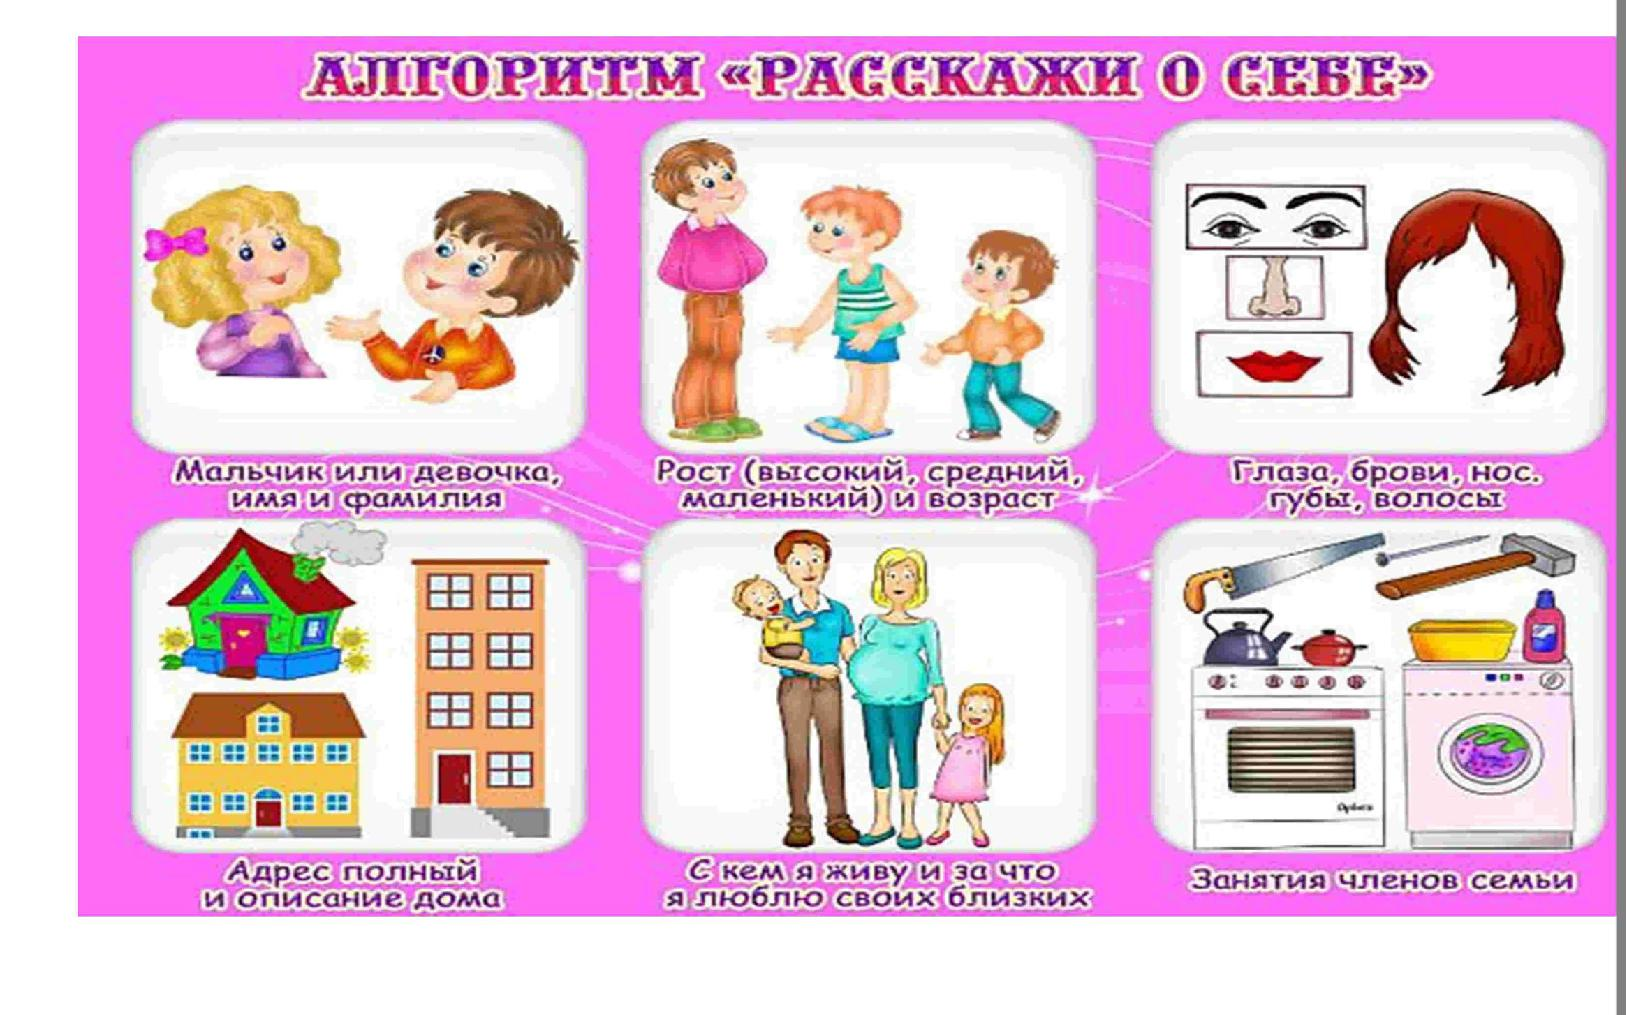 АЛГОРИТМ «РАССКАЖИ О СЕБЕ»
Мальчик или девочка,
имя и фамилия
Рост (высокий, средний,
маленький) и возраст
Глаза, брови, нос.
губы, волосы
Адрес полный
и описание дома
С кем я живу и за что
я люблю своих близких
Занятия членов семьи